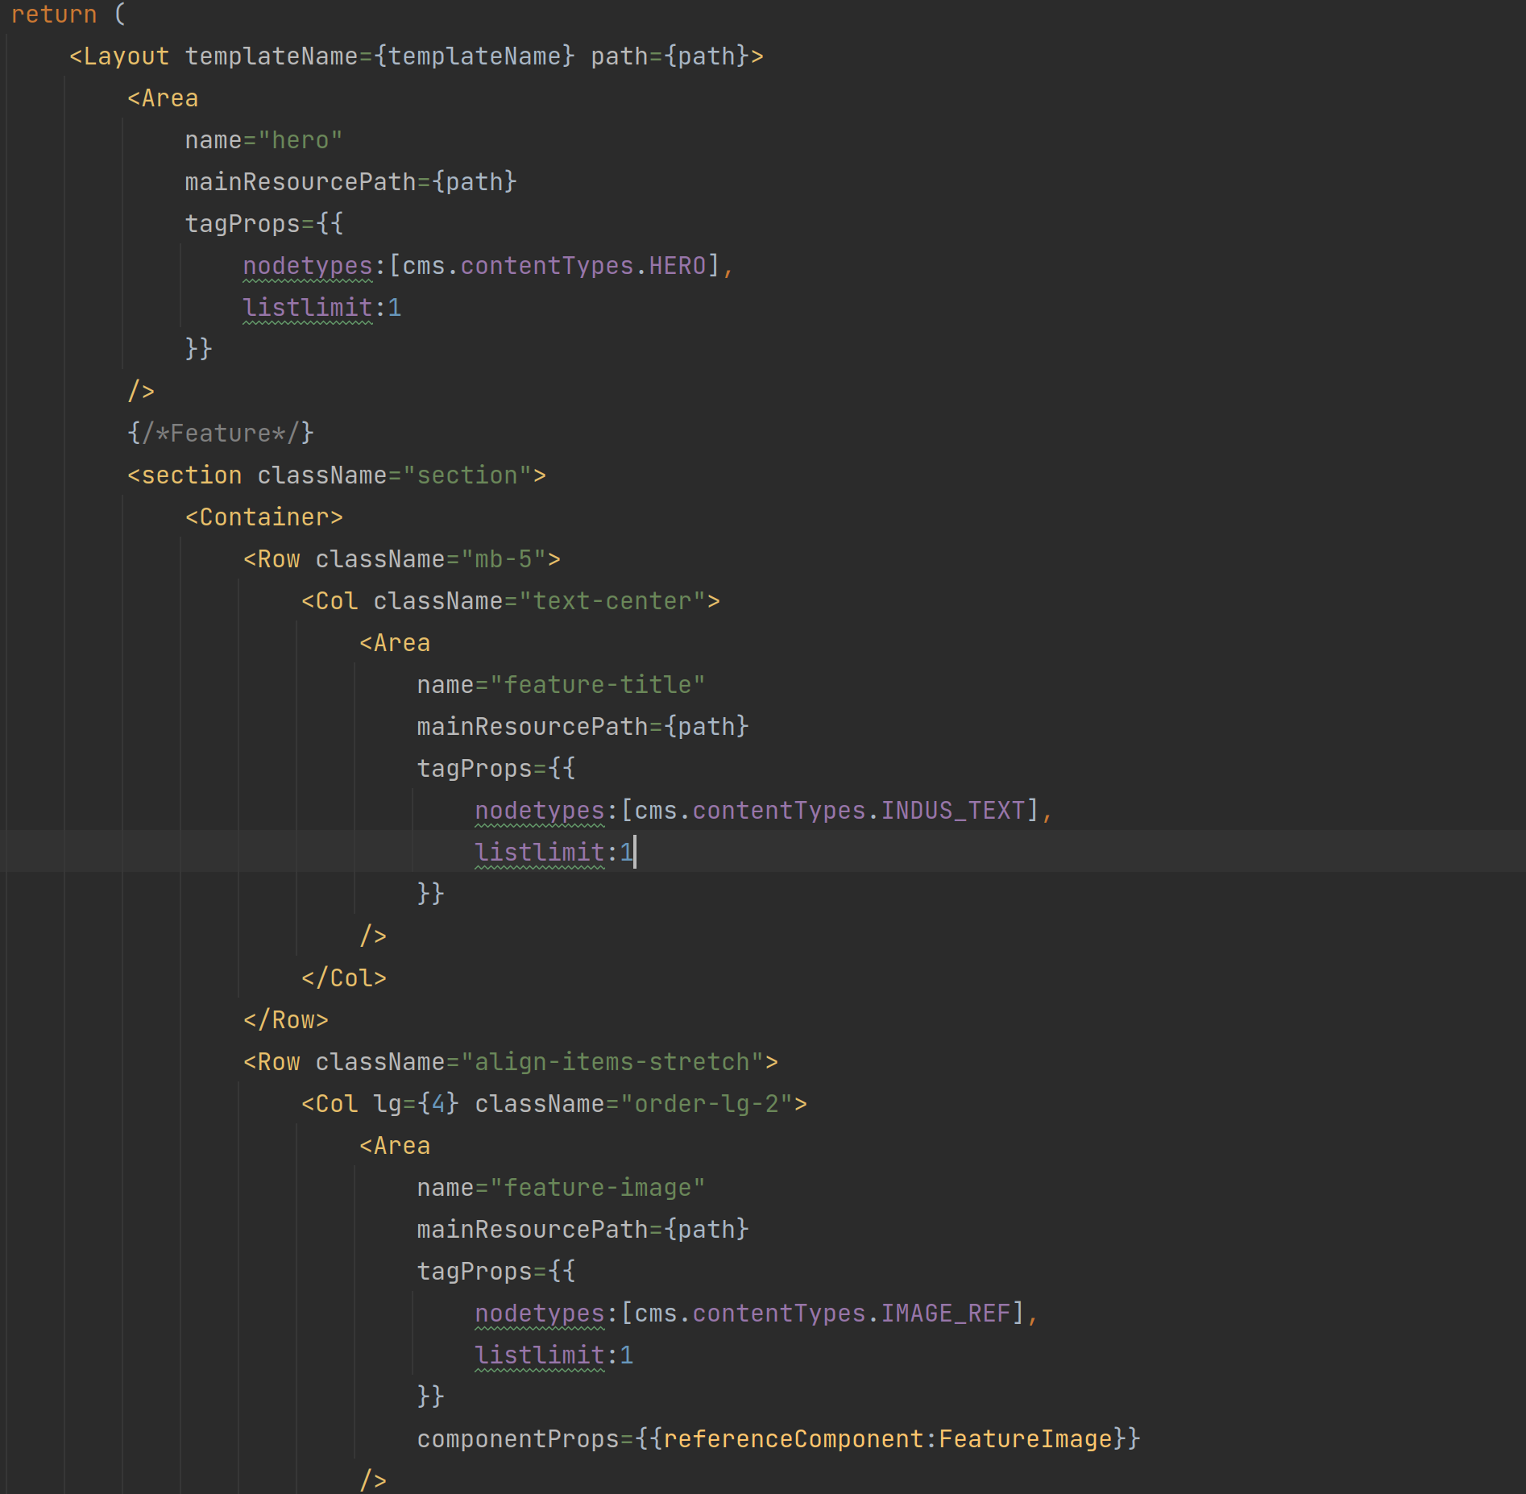 return (
<Layout templateName={templateName} path={path}>
<Area
name="hero"
mainResourcePath={path}
tagProps={{
nodetypes:[cms.contentTypes.HERO],
listlimit:1
}}
/>
{/*Feature*/}
<section className="section">
<Container>
<Row className="mb-5">
<Col className="text-center">
<Area
name="feature-title"
mainResourcePath={path}
tagProps={{
nodetypes:[cms.contentTypes.INDUS_TEXT],
listlimit:1
}}
/>
</Col>
</Row>
<Row className="align-items-stretch">
<Col lg={4} className="order-lg-2">
<Area
name="feature-image"
mainResourcePath={path}
tagProps={{
nodetypes:[cms.contentTypes.IMAGE_REF],
listlimit:1
}}
componentProps={{referenceComponent:FeatureImage}}
/>